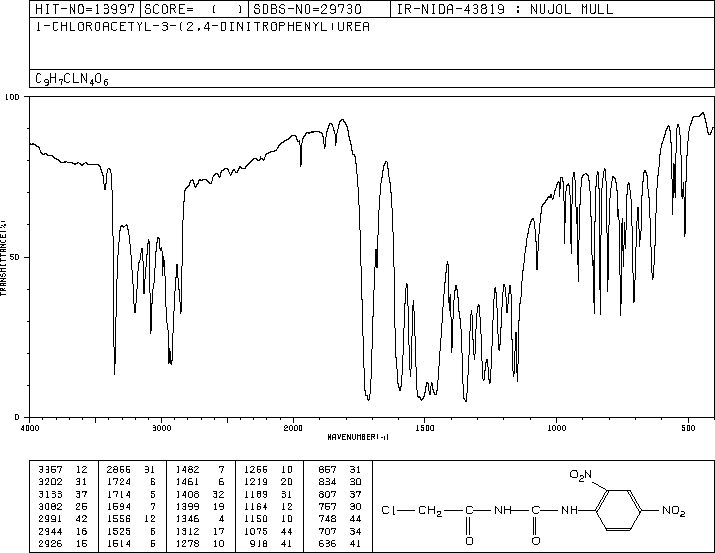 HIT-NO=13997 SCORE= ( ) SDBS-NO=29730 IR-NIDA-43819 : NUJOL MULL
1-CHLOROACETYL-3-(2,4-DINITROPHENYL)UREA
C9H7CLN4O6
100
50
0
TRANSMITTANCE(%)
4000 3000 2000 1500 1000 500
WAVENUMBER(-1)
3357 12 2855 31 1482 7 1255 10 857 31
3202 31 1724 5 1461 6 1219 20 834 30
3133 37 1714 5 1408 32 1189 31 807 37
3082 25 1594 7 1399 19 1164 12 757 30
2991 42 1556 12 1346 4 1150 10 748 44
2944 16 1525 6 1312 17 1075 44 707 34
2926 16 1514 5 1278 10 918 41 636 41
O2N
Cl CH2 NH NH NO2
O O